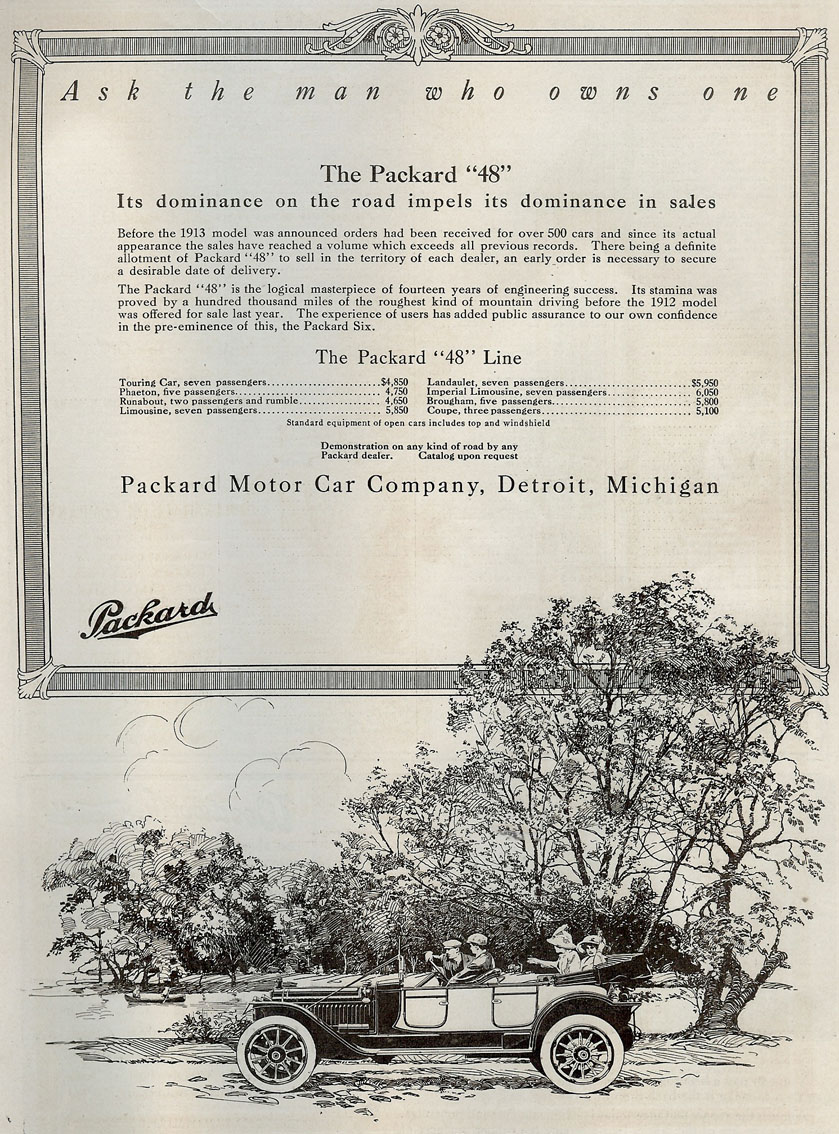 Ask the man who owns one
The Packard “48”
Its dominance on the road impels its dominance in sales
Before the 1913 model was announced orders had been received for over 500 cars and since its actual
appearance the sales have reached a volume which exceeds all previous records. There being a definite
allotment of Packard “48” to sell in the territory of each dealer, an early order is necessary to secure
a desirable date of delivery.
The Packard “48” is the logical masterpiece of fourteen years of engineering success. Its stamina was
proved by a hundred thousand miles of the roughest kind of mountain driving before the 1912 model
was offered for sale last year. The experience of users has added public assurance to our own confidence
in the pre-eminence of this, the Packard Six.
The Packard “48” Line
Touring Car, seven passengers..........................$4,850
Phaeton, five passengers.................................. 4,750
Runabout, two passengers and rumble................... 4,650
Limousine, seven passengers............................. 5,850
Landaulet, seven passengers.............................$5,950
Imperial Limousine, seven passengers................... 6,050
Brougham, five passengers................................ 5,800
Coupe, three passengers.................................. 5,100
Standard equipment of open cars includes top and windshield
Demonstration on any kind of road by any
Packard dealer. Catalog upon request
Packard Motor Car Company, Detroit, Michigan
Packard